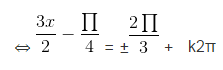 ⇔ 3x/2 − ∏/4 = ± 2∏/3 + k2π